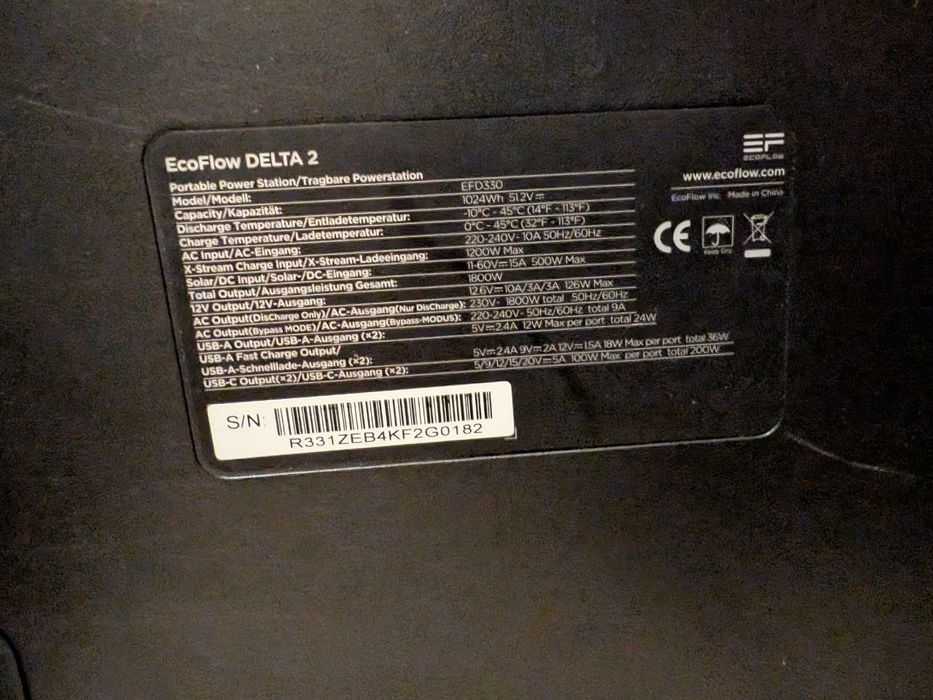 EcoFlow DELTA 2
Portable Power Station/Tragbare Powerstation
Model/Modell: EFD330
Capacity/Kapazität: 1024Wh 51.2V⎓
Discharge Temperature/Entladetemperatur: -10°C - 45°C (14°F - 113°F)
Charge Temperature/Ladetemperatur: 0°C - 45°C (32°F - 113°F)
AC Input/AC-Eingang: 220-240V~ 10A 50Hz/60Hz
X-Stream Charge Input/X-Stream-Ladeeingang: 1200W Max
Solar/DC Input/Solar-/DC-Eingang: 11-60V⎓15A 500W Max
Total Output/Ausgangsleistung Gesamt: 1800W
12V Output/12V-Ausgang: 12.6V⎓10A/3A/3A 126W Max
AC Output(DisCharge Only)/AC-Ausgang(Nur DisCharge): 230V~ 1800W total 50Hz/60Hz
AC Output(Bypass MODE)/AC-Ausgang(Bypass-MODUS): 220-240V~ 50Hz/60Hz total 9A
USB-A Output/USB-A-Ausgang (×2): 5V⎓2.4A 12W Max per port total 24W
USB-A Fast Charge Output/
USB-A-Schnelllade-Ausgang (×2): 5V⎓2.4A 9V⎓2A 12V⎓1.5A 18W Max per port total 36W
USB-C Output(×2)/USB-C-Ausgang (×2): 5/9/12/15/20V⎓5A 100W Max per port total 200W
EF
ECOFLOW
www.ecoflow.com
EcoFlow Inc. Made in China
CE
Keep Dry
S/N:
R331ZEB4KF2G0182